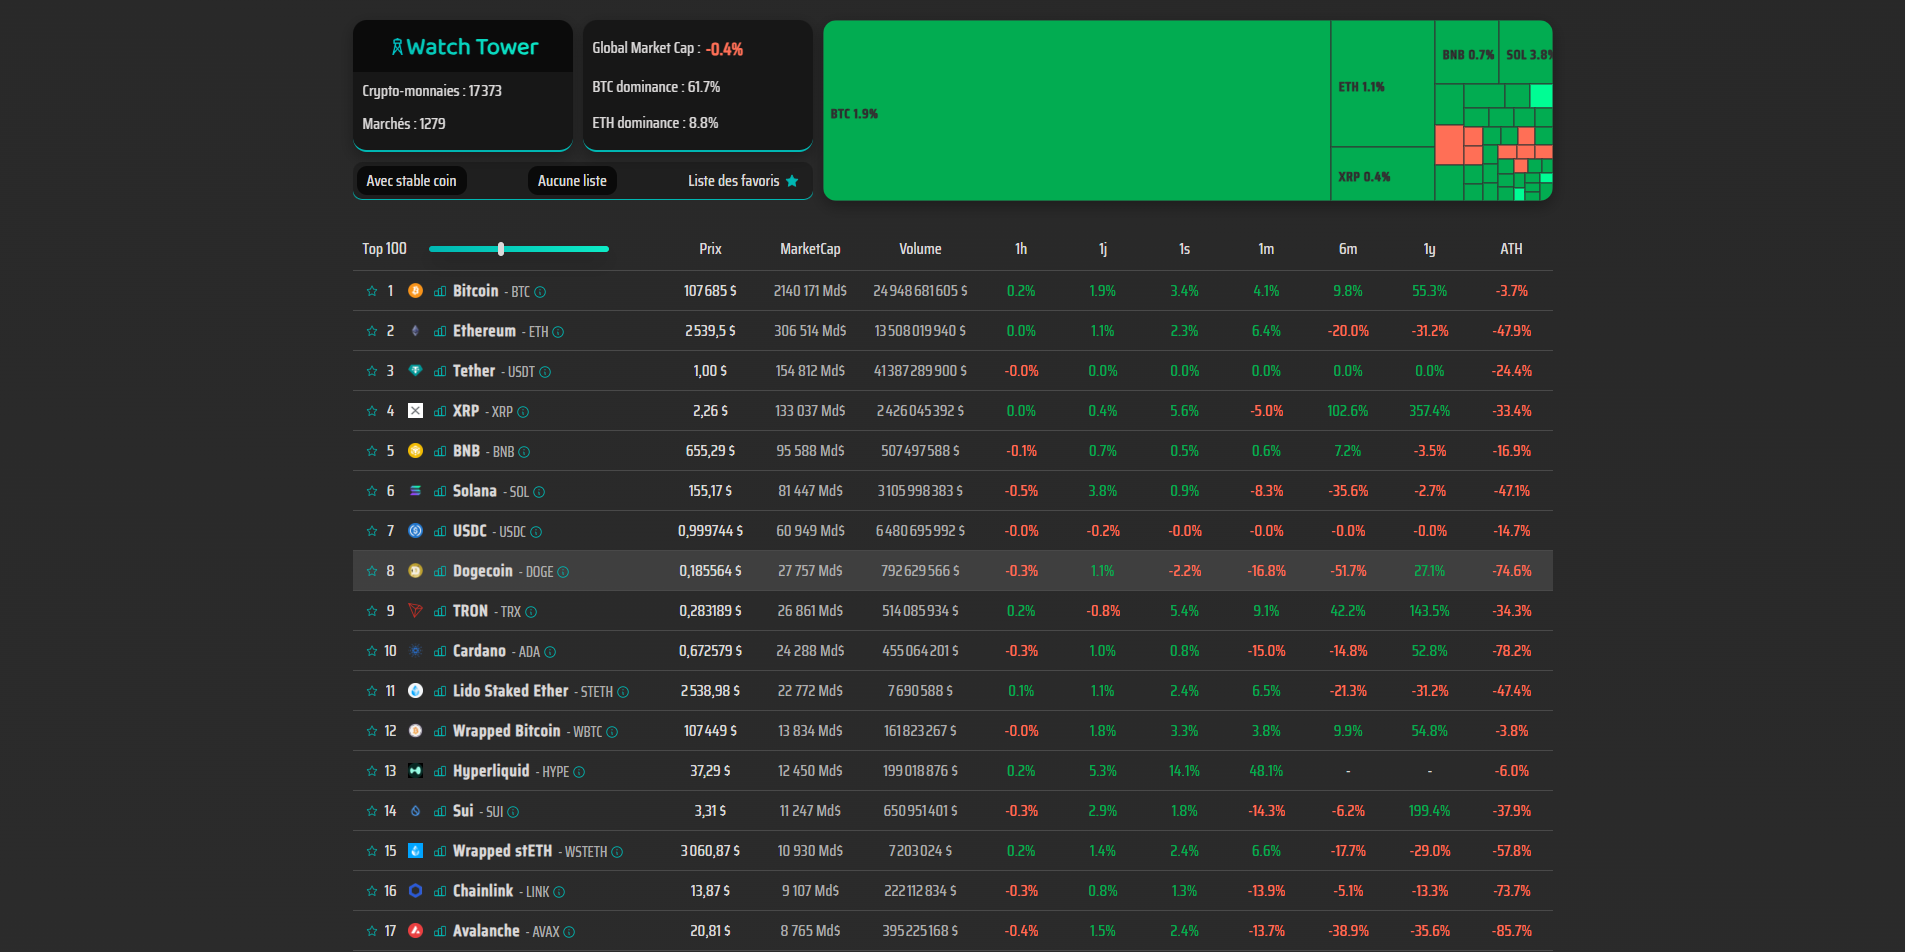 Watch Tower
Crypto-monnaies : 17 373
Marchés : 1279
Global Market Cap : -0.4%
BTC dominance : 61.7%
ETH dominance : 8.8%
Avec stable coin Aucune liste Liste des favoris
BTC 1.9%
ETH 1.1%
XRP 0.4%
BNB 0.7%
SOL 3.8%
Top 100 Prix MarketCap Volume 1h 1j 1s 1m 6m 1y ATH
1 Bitcoin - BTC 107 685 $ 2 140 171 Md$ 24 948 681 605 $ 0.2% 1.9% 3.4% 4.1% 9.8% 55.3% -3.7%
2 Ethereum - ETH 2 539,5 $ 306 514 Md$ 13 508 019 940 $ 0.0% 1.1% 2.3% 6.4% -20.0% -31.2% -47.9%
3 Tether - USDT 1,00 $ 154 812 Md$ 41 387 289 900 $ -0.0% 0.0% 0.0% 0.0% 0.0% 0.0% -24.4%
4 XRP - XRP 2,26 $ 133 037 Md$ 2 426 045 392 $ 0.0% 0.4% 5.6% -5.0% 102.6% 357.4% -33.4%
5 BNB - BNB 655,29 $ 95 588 Md$ 507 497 588 $ -0.1% 0.7% 0.5% 0.6% 7.2% -3.5% -16.9%
6 Solana - SOL 155,17 $ 81 447 Md$ 3 105 998 383 $ -0.5% 3.8% 0.9% -8.3% -35.6% -2.7% -47.1%
7 USDC - USDC 0,999744 $ 60 949 Md$ 6 480 695 992 $ -0.0% -0.2% -0.0% -0.0% -0.0% -0.0% -14.7%
8 Dogecoin - DOGE 0,185564 $ 27 757 Md$ 792 629 566 $ -0.3% 1.1% -2.2% -16.8% -51.7% 27.1% -74.6%
9 TRON - TRX 0,283189 $ 26 861 Md$ 514 085 934 $ 0.2% -0.8% 5.4% 9.1% 42.2% 143.5% -34.3%
10 Cardano - ADA 0,672579 $ 24 288 Md$ 455 064 201 $ -0.3% 1.0% 0.8% -15.0% -14.8% 52.8% -78.2%
11 Lido Staked Ether - STETH 2 538,98 $ 22 772 Md$ 7 690 588 $ 0.1% 1.1% 2.4% 6.5% -21.3% -31.2% -47.4%
12 Wrapped Bitcoin - WBTC 107 449 $ 13 834 Md$ 161 823 267 $ -0.0% 1.8% 3.3% 3.8% 9.9% 54.8% -3.8%
13 Hyperliquid - HYPE 37,29 $ 12 450 Md$ 199 018 876 $ 0.2% 5.3% 14.1% 48.1% - - -6.0%
14 Sui - SUI 3,31 $ 11 247 Md$ 650 951 401 $ -0.3% 2.9% 1.8% -14.3% -6.2% 199.4% -37.9%
15 Wrapped stETH - WSTETH 3 060,87 $ 10 930 Md$ 7 203 024 $ 0.2% 1.4% 2.4% 6.6% -17.7% -29.0% -57.8%
16 Chainlink - LINK 13,87 $ 9 107 Md$ 222 112 834 $ -0.3% 0.8% 1.3% -13.9% -5.1% -13.3% -73.7%
17 Avalanche - AVAX 20,81 $ 8 765 Md$ 395 225 168 $ -0.4% 1.5% 2.4% -13.7% -38.9% -35.6% -85.7%